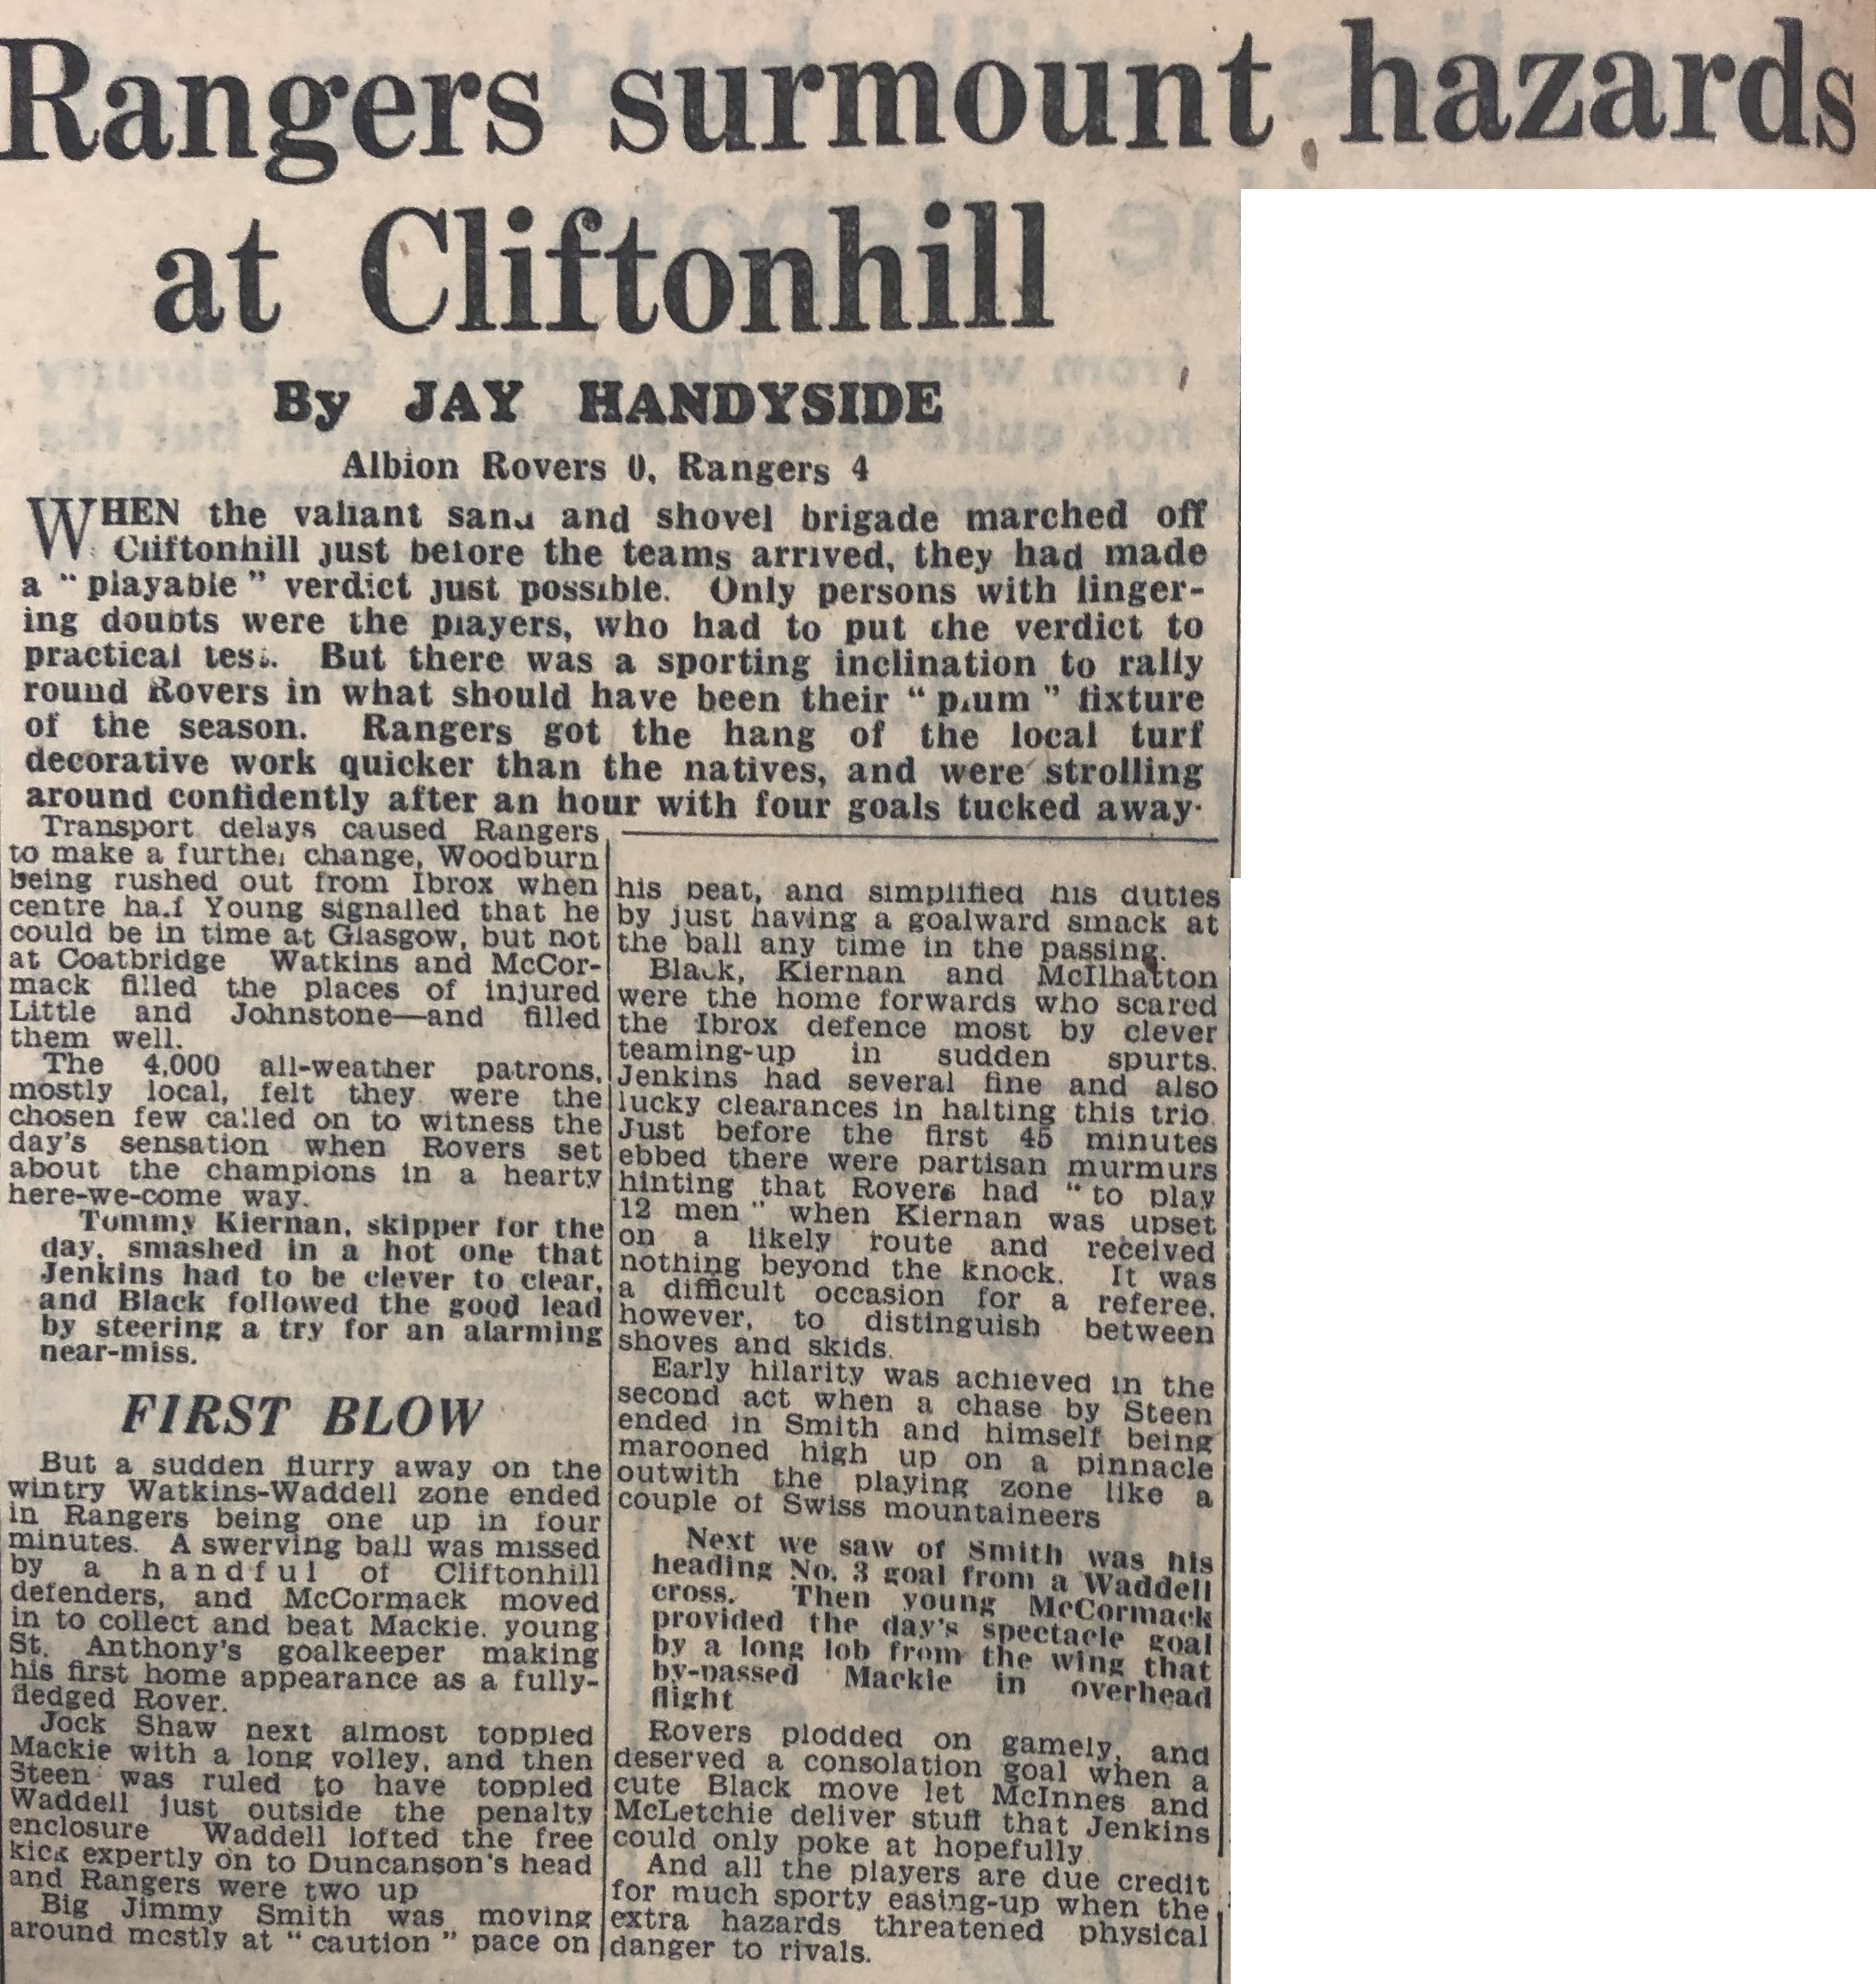 Rangers surmount hazards
at Cliftonhill
By JAY HANDYSIDE
Albion Rovers 0, Rangers 4
WHEN the valiant sand and shovel brigade marched off
Cliftonhill just before the teams arrived, they had made
a "playable" verdict just possible. Only persons with linger-
ing doubts were the players, who had to put the verdict to
practical test. But there was a sporting inclination to rally
round Rovers in what should have been their "plum" fixture
of the season. Rangers got the hang of the local turf
decorative work quicker than the natives, and were strolling
around confidently after an hour with four goals tucked away.
Transport delays caused Rangers
to make a further change, Woodburn
being rushed out from Ibrox when
centre half Young signalled that he
could be in time at Glasgow, but not
at Coatbridge Watkins and McCor-
mack filled the places of injured
Little and Johnstone—and filled
them well.
The 4,000 all-weather patrons,
mostly local, felt they were the
chosen few called on to witness the
day's sensation when Rovers set
about the champions in a hearty
here-we-come way.
Tommy Kiernan, skipper for the
day, smashed in a hot one that
Jenkins had to be clever to clear,
and Black followed the good lead
by steering a try for an alarming
near-miss.
FIRST BLOW
But a sudden flurry away on the
wintry Watkins-Waddell zone ended
in Rangers being one up in four
minutes. A swerving ball was missed
by a handful of Cliftonhill
defenders, and McCormack moved
in to collect and beat Mackie, young
St. Anthony's goalkeeper making
his first home appearance as a fully-
fledged Rover.
Jock Shaw next almost toppled
Mackie with a long volley, and then
Steen was ruled to have toppled
Waddell just outside the penalty
enclosure Waddell lofted the free
kick expertly on to Duncanson's head
and Rangers were two up
Big Jimmy Smith was moving
around mostly at "caution" pace on
his beat, and simplified his duties
by just having a goalward smack at
the ball any time in the passing.
Black, Kiernan and McIlhatton
were the home forwards who scared
the Ibrox defence most by clever
teaming-up in sudden spurts.
Jenkins had several fine and also
lucky clearances in halting this trio.
Just before the first 45 minutes
ebbed there were partisan murmurs
hinting that Rovers had "to play
12 men" when Kiernan was upset
on a likely route and received
nothing beyond the knock. It was
a difficult occasion for a referee,
however, to distinguish between
shoves and skids.
Early hilarity was achieved in the
second act when a chase by Steen
ended in Smith and himself being
marooned high up on a pinnacle
outwith the playing zone like a
couple of Swiss mountaineers
Next we saw of Smith was his
heading No. 3 goal from a Waddell
cross. Then young McCormack
provided the day's spectacle goal
by a long lob from the wing that
by-passed Mackie in overhead
flight
Rovers plodded on gamely, and
deserved a consolation goal when a
cute Black move let McInnes and
McLetchie deliver stuff that Jenkins
could only poke at hopefully
And all the players are due credit
for much sporty easing-up when the
extra hazards threatened physical
danger to rivals.